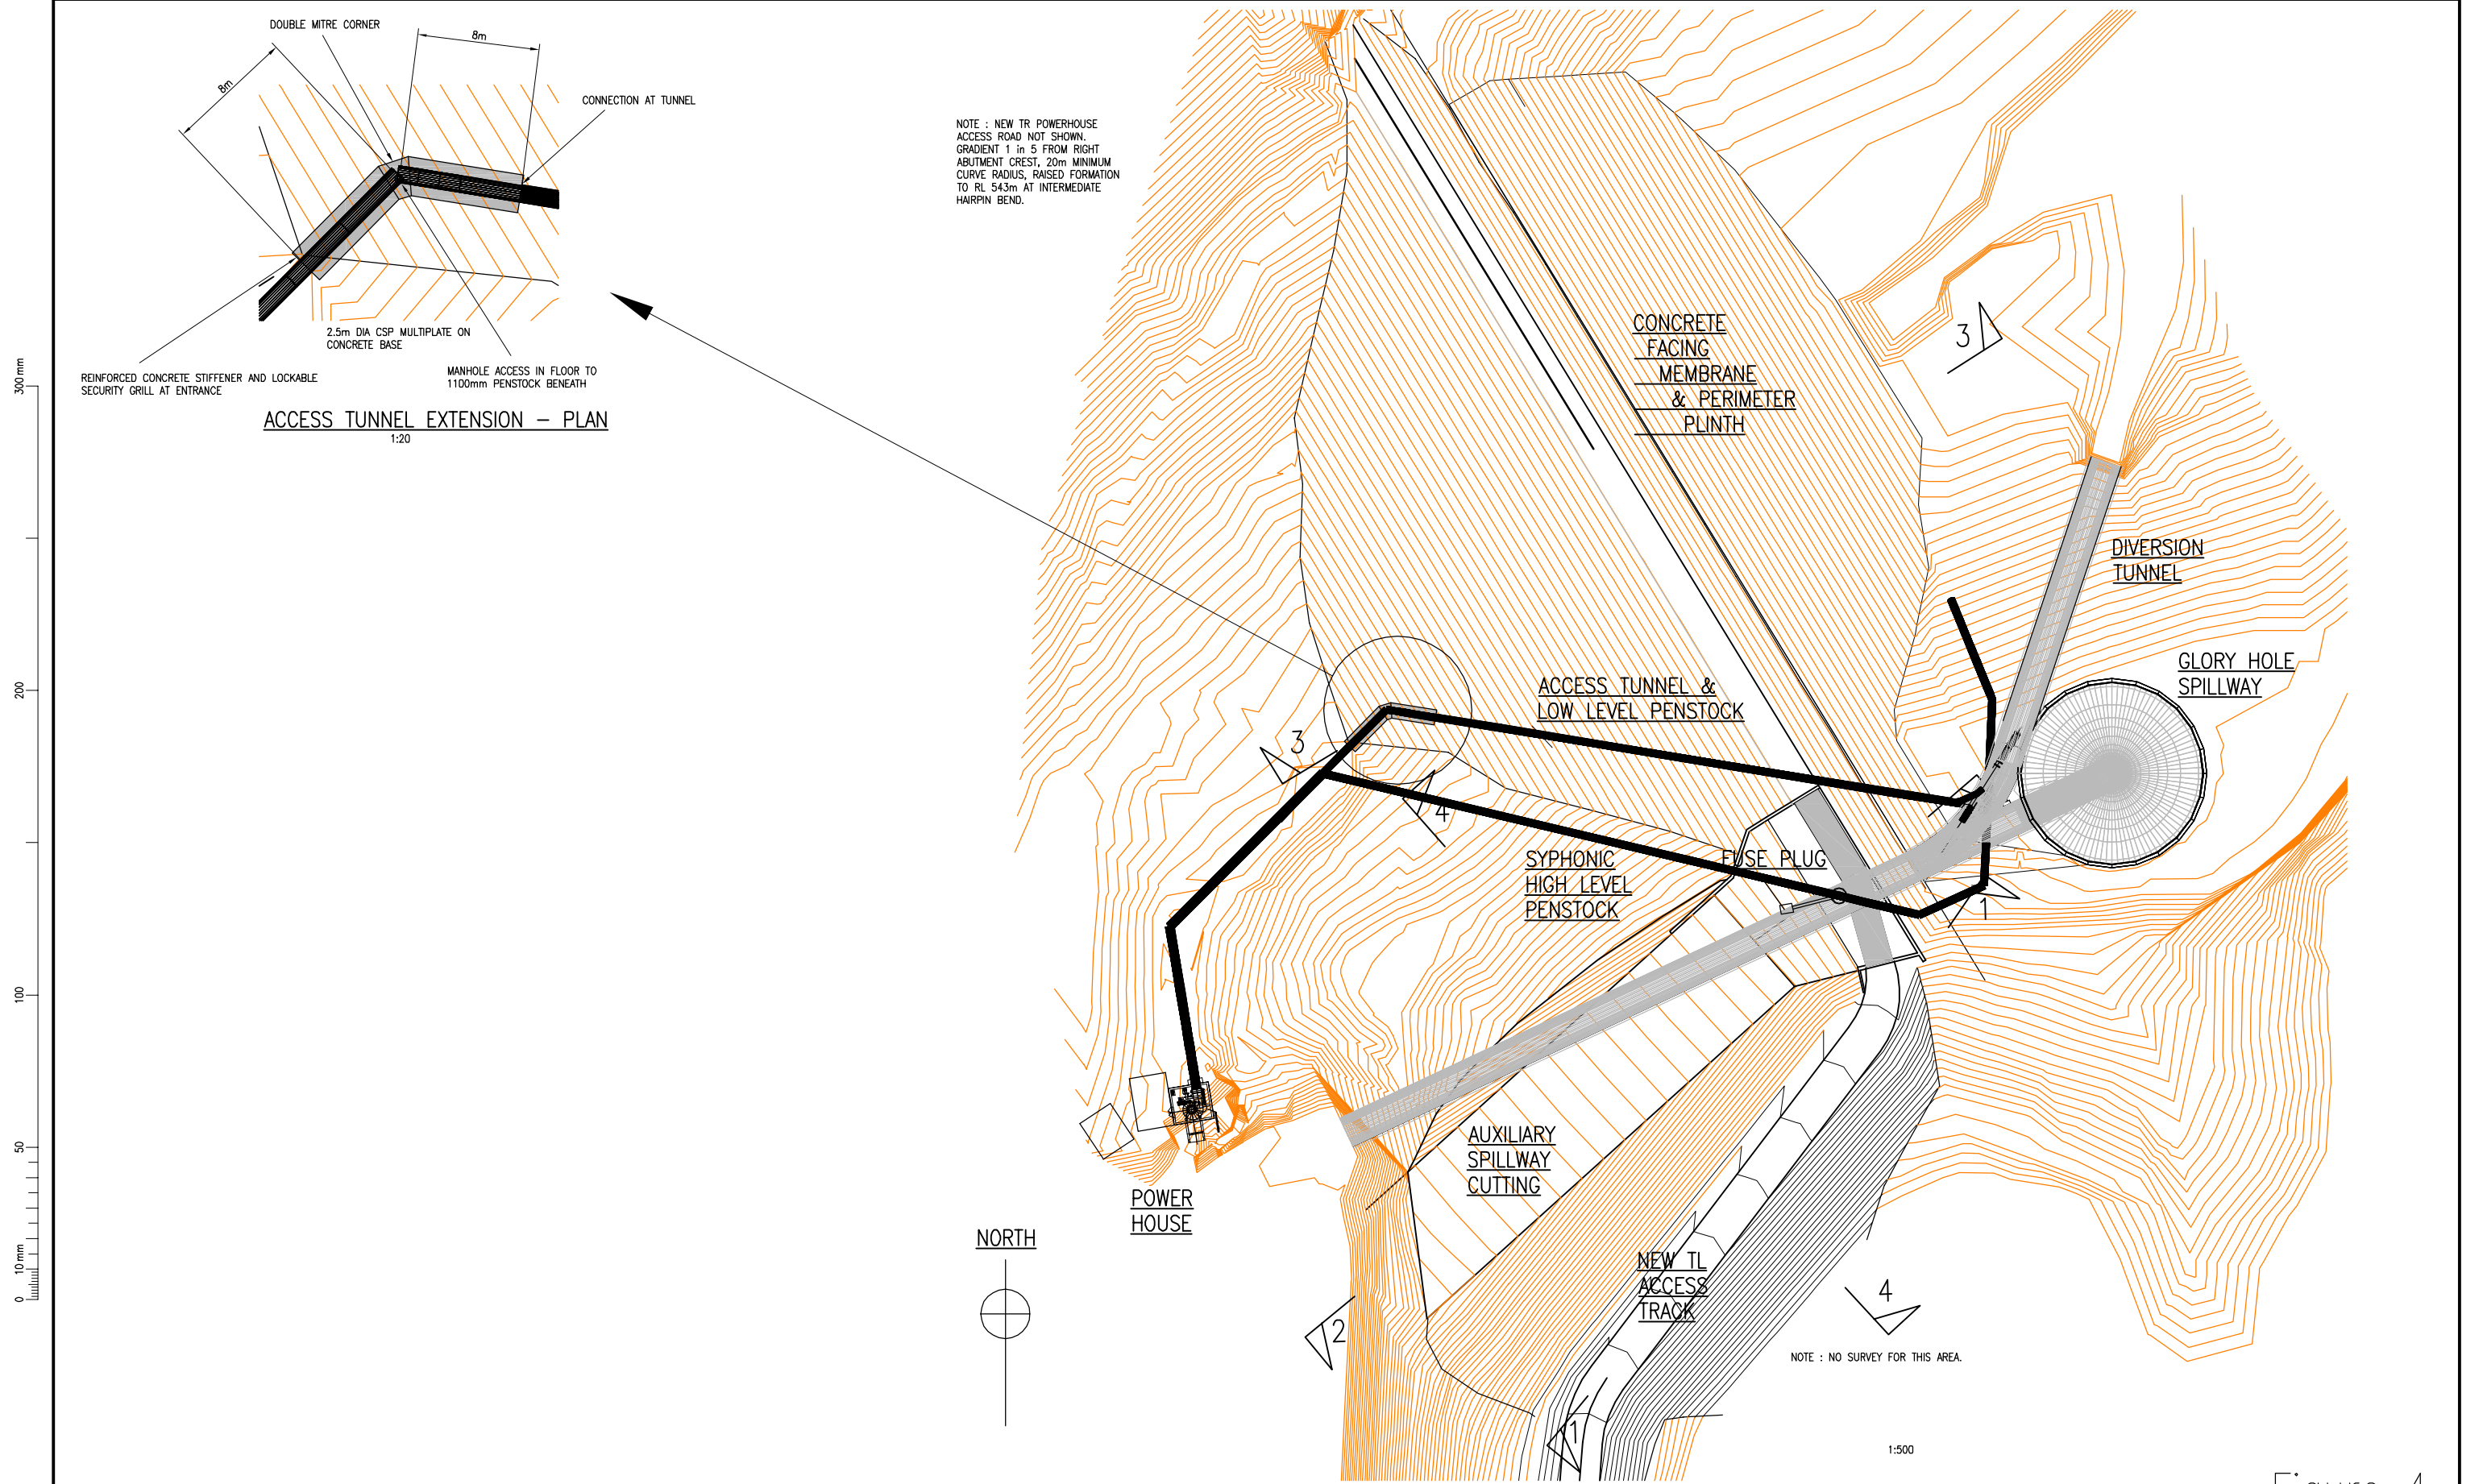 DOUBLE MITRE CORNER
8m
8m
CONNECTION AT TUNNEL
2.5m DIA CSP MULTIPLATE ON
CONCRETE BASE
REINFORCED CONCRETE STIFFENER AND LOCKABLE
SECURITY GRILL AT ENTRANCE
MANHOLE ACCESS IN FLOOR TO
1100mm PENSTOCK BENEATH
ACCESS TUNNEL EXTENSION – PLAN
1:20
NOTE : NEW TR POWERHOUSE
ACCESS ROAD NOT SHOWN.
GRADIENT 1 in 5 FROM RIGHT
ABUTMENT CREST, 20m MINIMUM
CURVE RADIUS, RAISED FORMATION
TO RL 543m AT INTERMEDIATE
HAIRPIN BEND.
CONCRETE
FACING
MEMBRANE
& PERIMETER
PLINTH
3
DIVERSION
TUNNEL
GLORY HOLE
SPILLWAY
ACCESS TUNNEL &
LOW LEVEL PENSTOCK
3
4
SYPHONIC
HIGH LEVEL
PENSTOCK
FUSE PLUG
1
AUXILIARY
SPILLWAY
CUTTING
POWER
HOUSE
NORTH
NEW TL
ACCESS
TRACK
4
2
NOTE : NO SURVEY FOR THIS AREA.
1
1:500
300 mm
200
100
50
10 mm
0